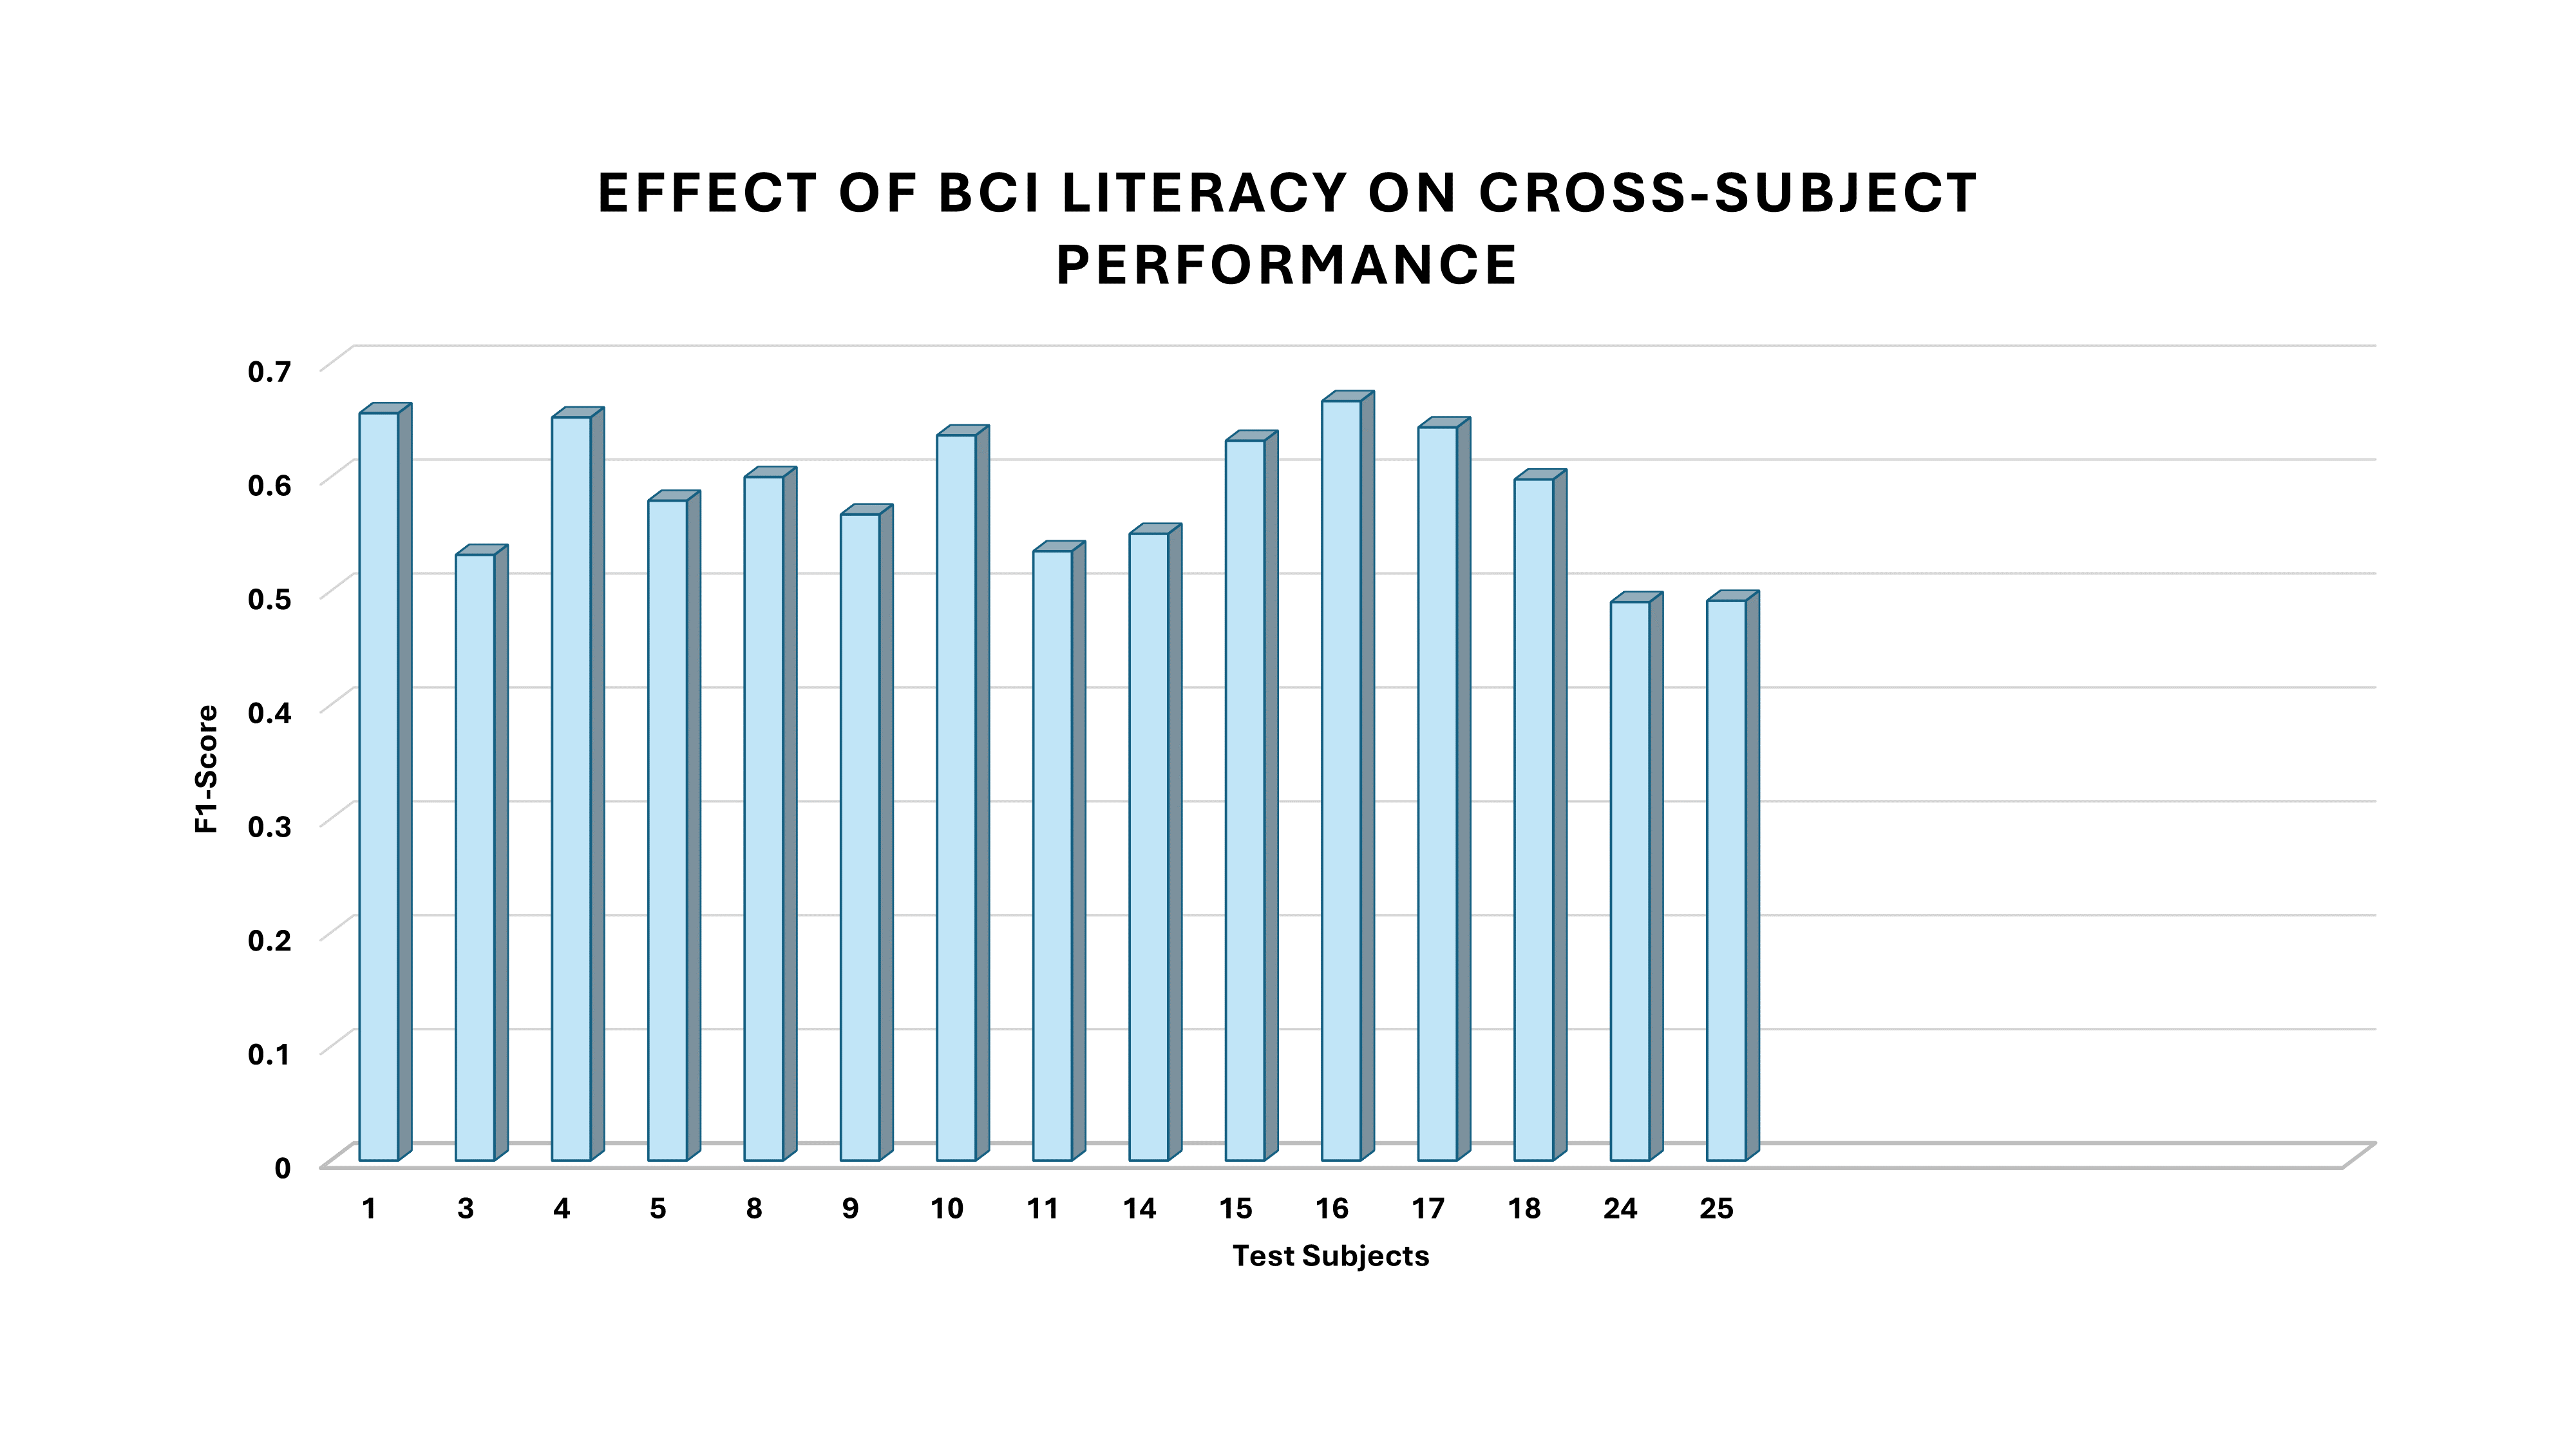 EFFECT OF BCI LITERACY ON CROSS-SUBJECT
PERFORMANCE
0.7
0.6
0.5
0.4
0.3
0.2
0.1
0
F1-Score
1 3 4 5 8 9 10 11 14 15 16 17 18 24 25
Test Subjects